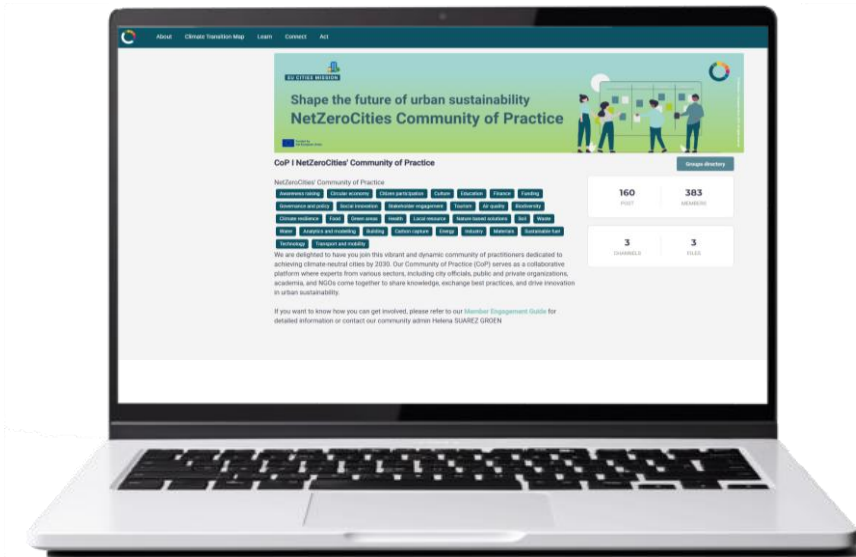 About Climate Transition Map Learn Connect Act
EU CITIES MISSION
Shape the future of urban sustainability
NetZeroCities Community of Practice
CoP I NetZeroCities' Community of Practice
Groups directory
NetZeroCities' Community of Practice
Awareness raising Circular economy Citizen participation Culture Education Finance Funding
Governance and policy Social innovation Stakeholder engagement Tourism Air quality Biodiversity
Climate resilience Food Green areas Health Local resource Nature based solutions Soil Waste
Water Analytics and modelling Building Carbon capture Energy Industry Materials Sustainable fuel
Technology Transport and mobility
160 383
POST MEMBERS
3 3
CHANNELS FILES
We are delighted to have you join this vibrant and dynamic community of practitioners dedicated to
achieving climate-neutral cities by 2030. Our Community of Practice (CoP) serves as a collaborative
platform where experts from various sectors, including city officials, public and private organizations,
academia, and NGOs come together to share knowledge, exchange best practices, and drive innovation
in urban sustainability.
If you want to know how you can get involved, please refer to our Member Engagement Guide for
detailed information or contact our community admin Helena SUAREZ GROEN